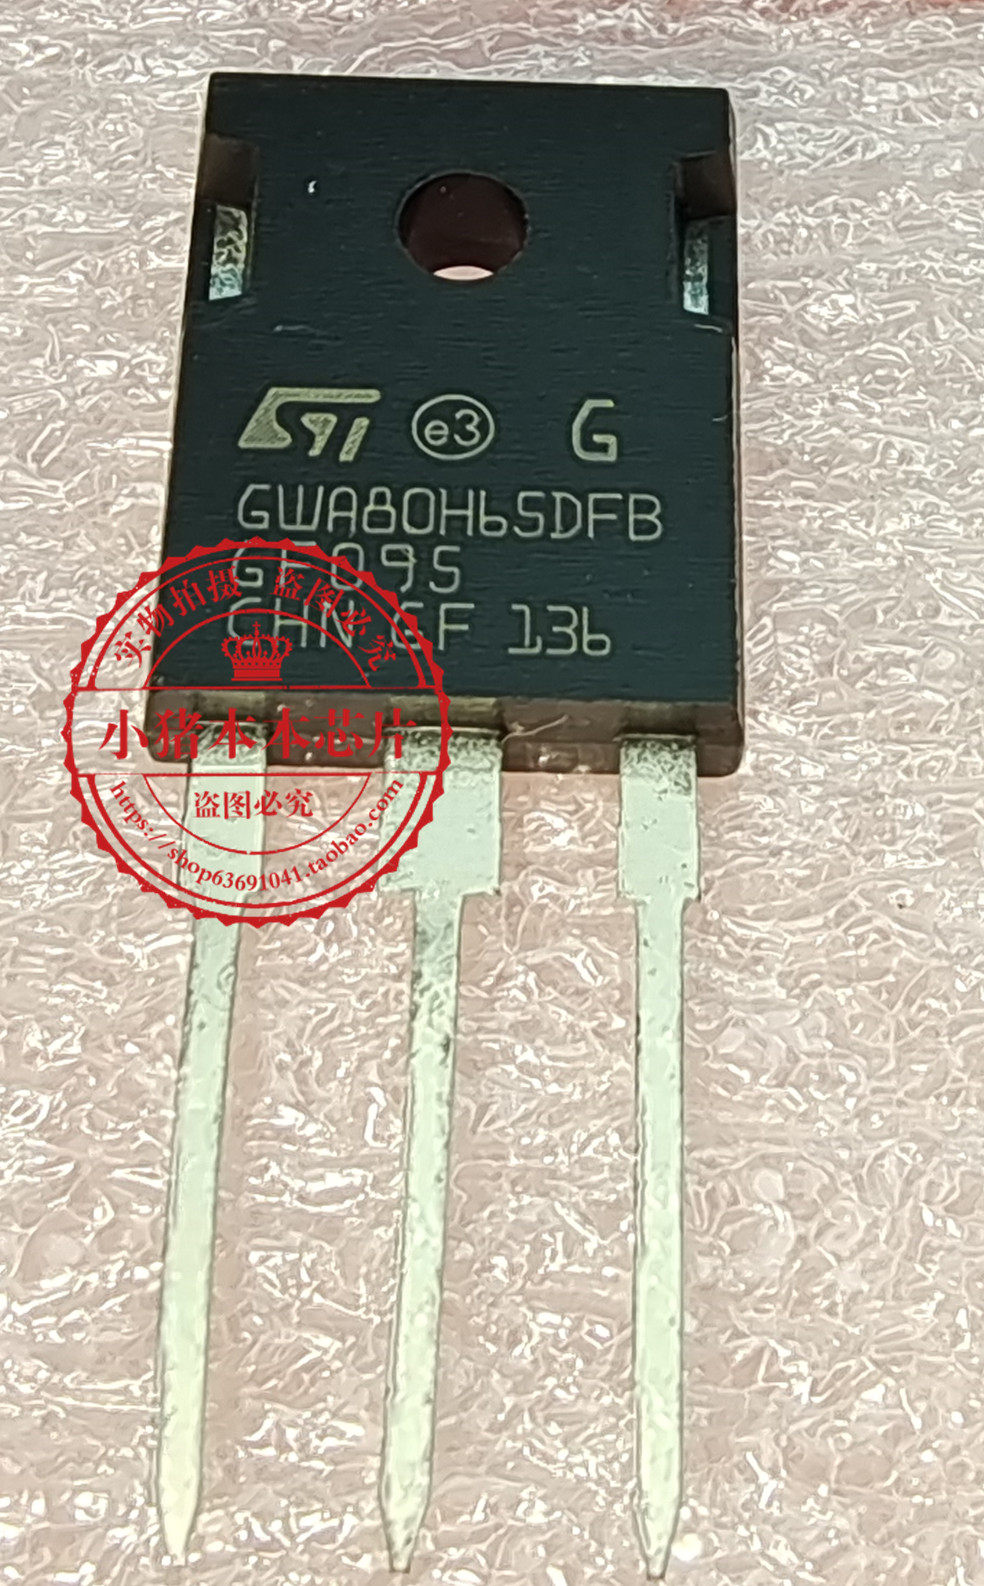 ST e3 G
GWA80H65DFB
GF095
CHN GF 136
实物拍摄 盗图必究
小猪本本芯片
盗图必究
https://shop63691041.taobao.com